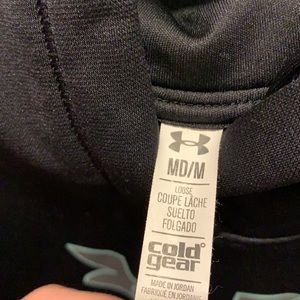 MD/M
LOOSE
COUPE LÂCHE
SUELTO
FOLGADO
cold
gear
MADE IN JORDAN
FABRIQUÉ EN JORDANIE